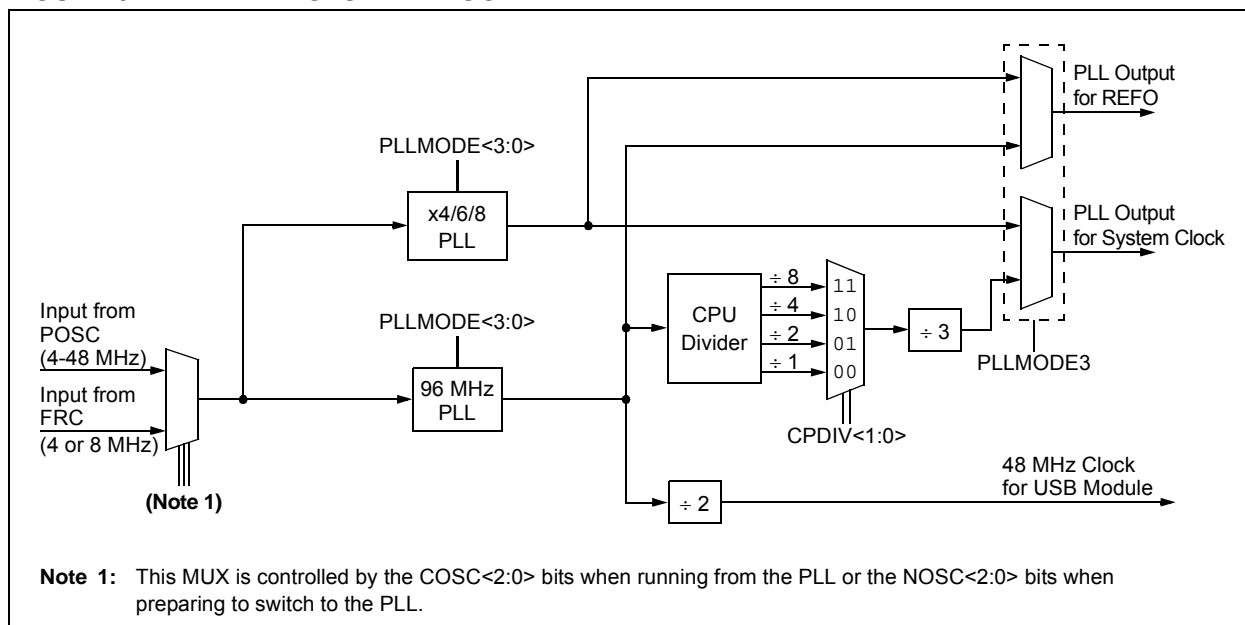 PLL Output
for REFO
PLLMODE<3:0>
x4/6/8
PLL
PLL Output
for System Clock
Input from
POSC
(4-48 MHz)
Input from
FRC
(4 or 8 MHz)
(Note 1)
PLLMODE<3:0>
96 MHz
PLL
CPU
Divider
÷ 8
÷ 4
÷ 2
÷ 1
11
10
01
00
CPDIV<1:0>
÷ 3
PLLMODE3
÷ 2
48 MHz Clock
for USB Module
Note 1: This MUX is controlled by the COSC<2:0> bits when running from the PLL or the NOSC<2:0> bits when
preparing to switch to the PLL.